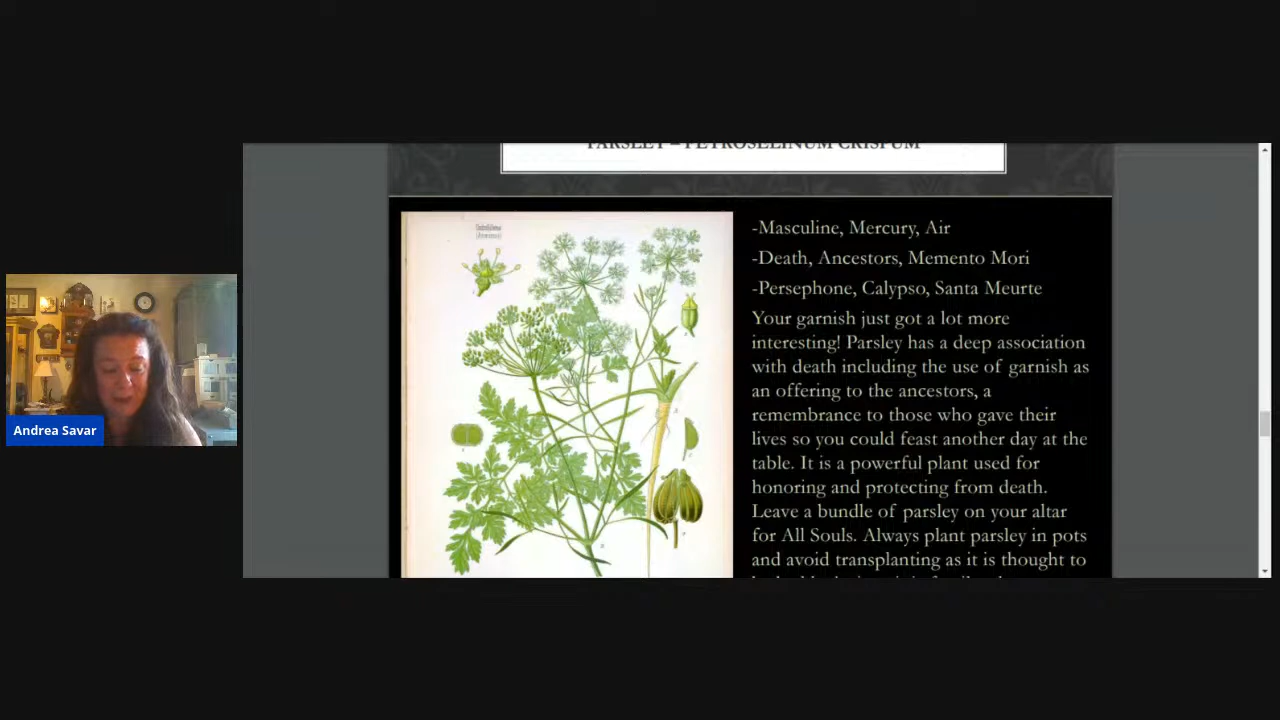 PARSLEY – PETROSELINUM CRISPUM
-Masculine, Mercury, Air
-Death, Ancestors, Memento Mori
-Persephone, Calypso, Santa Meurte
Your garnish just got a lot more
interesting! Parsley has a deep association
with death including the use of garnish as
an offering to the ancestors, a
remembrance to those who gave their
lives so you could feast another day at the
table. It is a powerful plant used for
honoring and protecting from death.
Leave a bundle of parsley on your altar
for All Souls. Always plant parsley in pots
and avoid transplanting as it is thought to
Andrea Savar